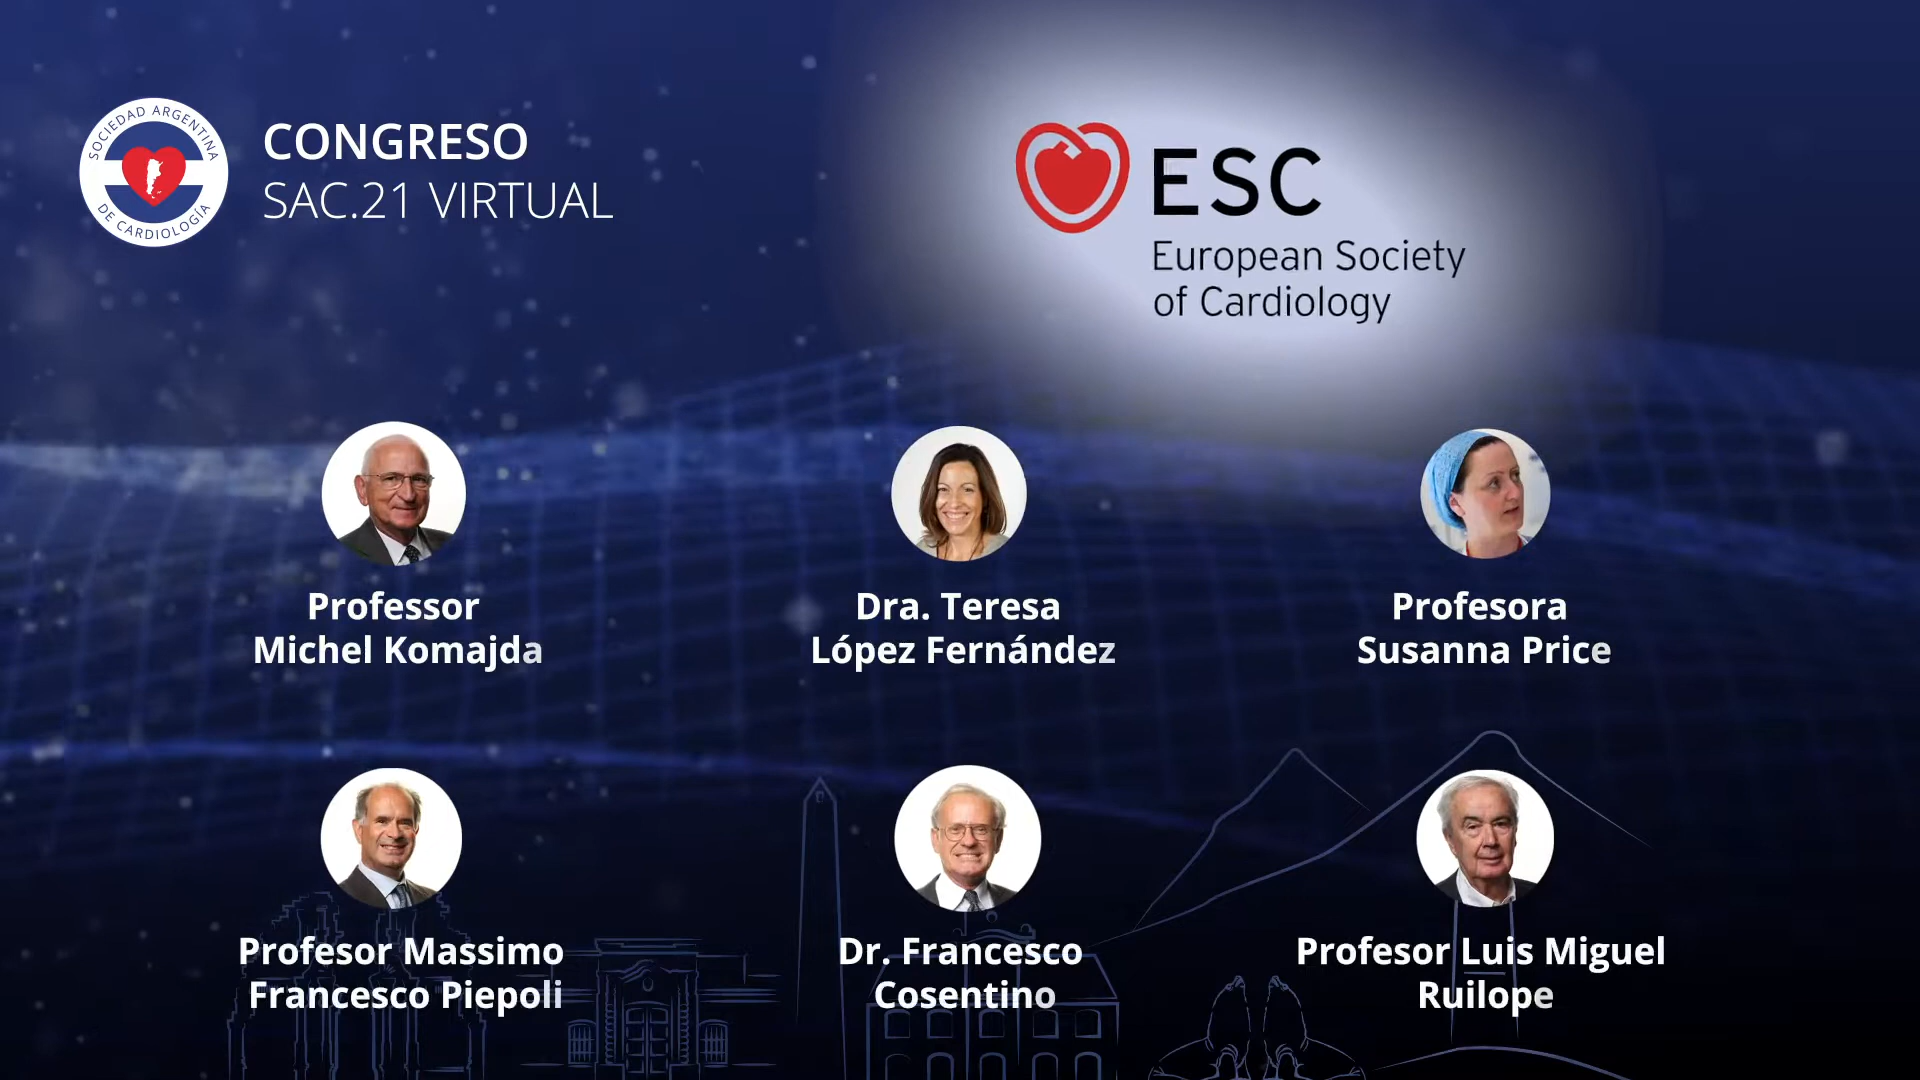 SOCIEDAD ARGENTINA
DE CARDIOLOGÍA
CONGRESO
SAC.21 VIRTUAL
ESC
European Society
of Cardiology
Professor
Michel Komajda
Dra. Teresa
López Fernández
Profesora
Susanna Price
Profesor Massimo
Francesco Piepoli
Dr. Francesco
Cosentino
Profesor Luis Miguel
Ruilope